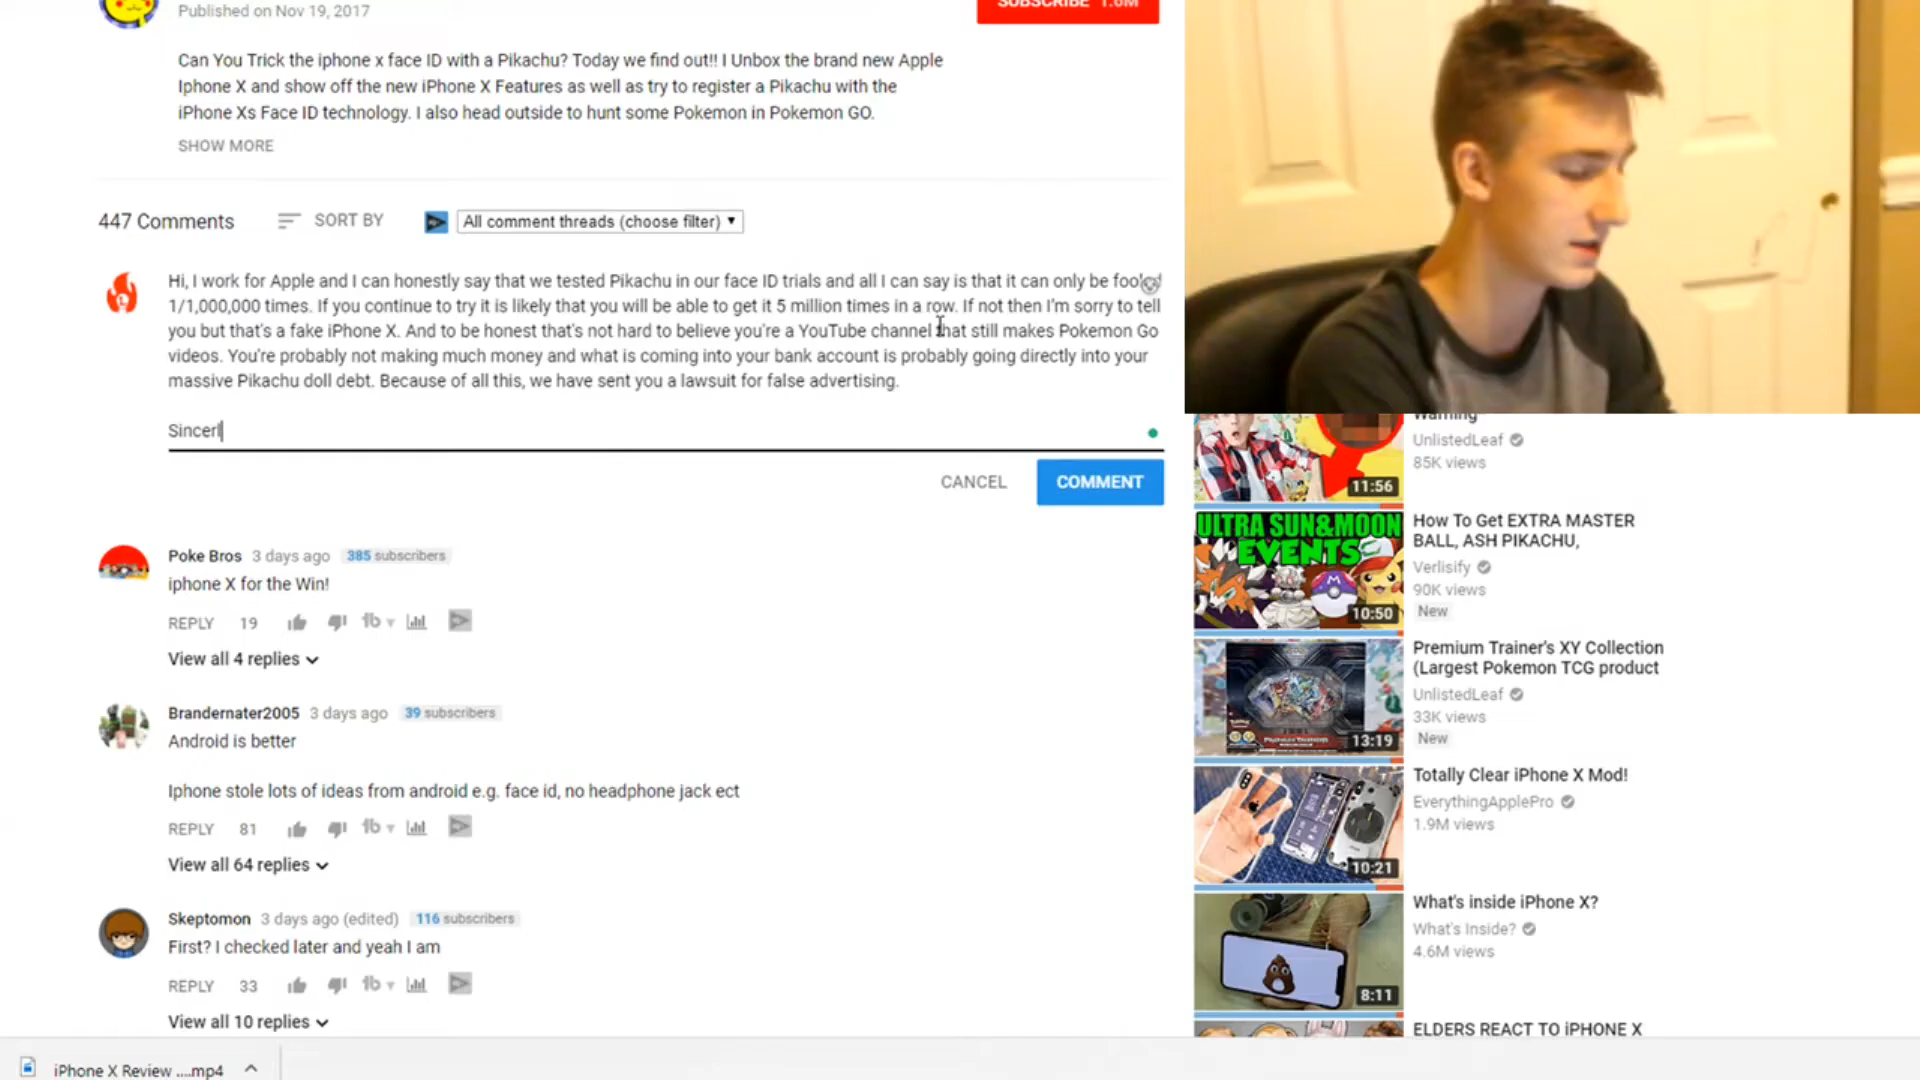 Published on Nov 19, 2017
SUBSCRIBE 1.6M
Can You Trick the iphone x face ID with a Pikachu? Today we find out!! I Unbox the brand new Apple
Iphone X and show off the new iPhone X Features as well as try to register a Pikachu with the
iPhone Xs Face ID technology. I also head outside to hunt some Pokemon in Pokemon GO.
SHOW MORE
447 Comments
SORT BY
All comment threads (choose filter)
Hi, I work for Apple and I can honestly say that we tested Pikachu in our face ID trials and all I can say is that it can only be
1/1,000,000 times. If you continue to try it is likely that you will be able to get it 5 million times in a row. If not then I'm sorry to tell
you but that's a fake iPhone X. And to be honest that's not hard to believe you're a YouTube channel that still makes Pokemon Go
videos. You're probably not making much money and what is coming into your bank account is probably going directly into your
massive Pikachu doll debt. Because of all this, we have sent you a lawsuit for false advertising.
Sincerl
CANCEL
COMMENT
Poke Bros 3 days ago 385 subscribers
iphone X for the Win!
REPLY 19
View all 4 replies
Brandernater2005 3 days ago 39 subscribers
Android is better
Iphone stole lots of ideas from android e.g. face id, no headphone jack ect
REPLY 81
View all 64 replies
Skeptomon 3 days ago (edited) 116 subscribers
First? I checked later and yeah I am
REPLY 33
View all 10 replies
iPhone X Review ....mp4
Warning
UnlistedLeaf
85K views
11:56
ULTRA SUN&MOON
EVENTS
10:50
How To Get EXTRA MASTER
BALL, ASH PIKACHU,
Verlisify
90K views
New
13:19
Premium Trainer's XY Collection
(Largest Pokemon TCG product
UnlistedLeaf
33K views
New
10:21
Totally Clear iPhone X Mod!
EverythingApplePro
1.9M views
8:11
What's inside iPhone X?
What's Inside?
4.6M views
ELDERS REACT TO iPHONE X